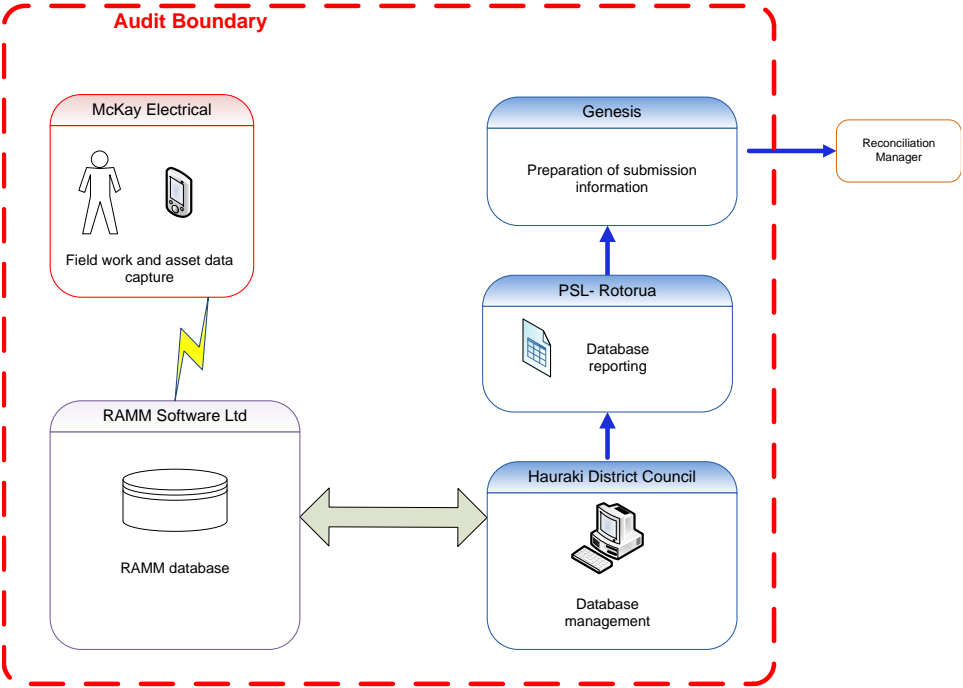 Audit Boundary
McKay Electrical
Field work and asset data
capture
RAMM Software Ltd
RAMM database
Genesis
Preparation of submission
information
PSL- Rotorua
Database
reporting
Hauraki District Council
Database
management
Reconciliation
Manager